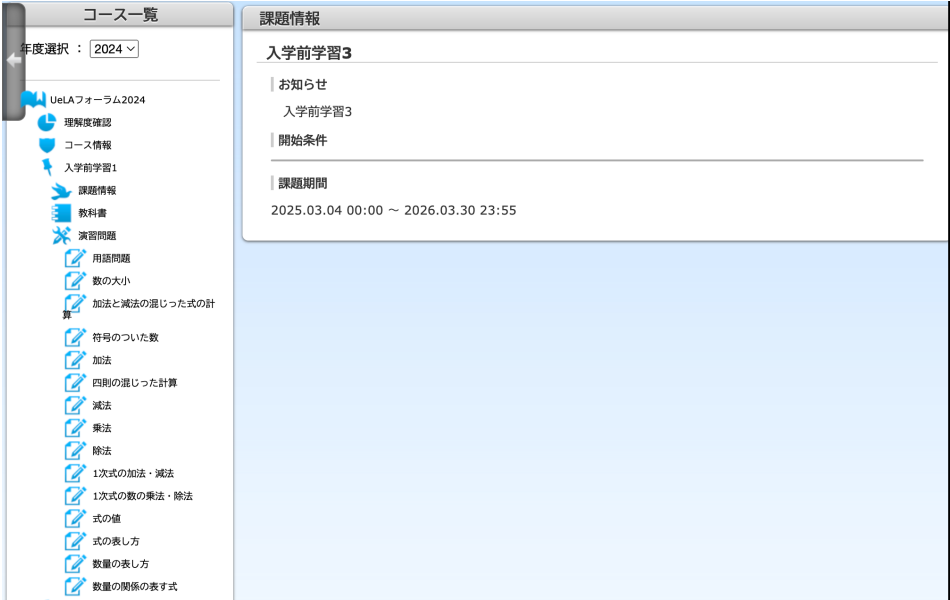 コース一覧
年度選択 ： 2024
UeLAフォーラム2024
理解度確認
コース情報
入学前学習1
課題情報
教科書
演習問題
用語問題
数の大小
加法と減法の混じった式の計
算
符号のついた数
加法
四則の混じった計算
減法
乗法
除法
1次式の加法・減法
1次式の数の乗法・除法
式の値
式の表し方
数量の表し方
数量の関係の表す式
課題情報
入学前学習3
お知らせ
入学前学習3
開始条件
課題期間
2025.03.04 00:00 ～ 2026.03.30 23:55